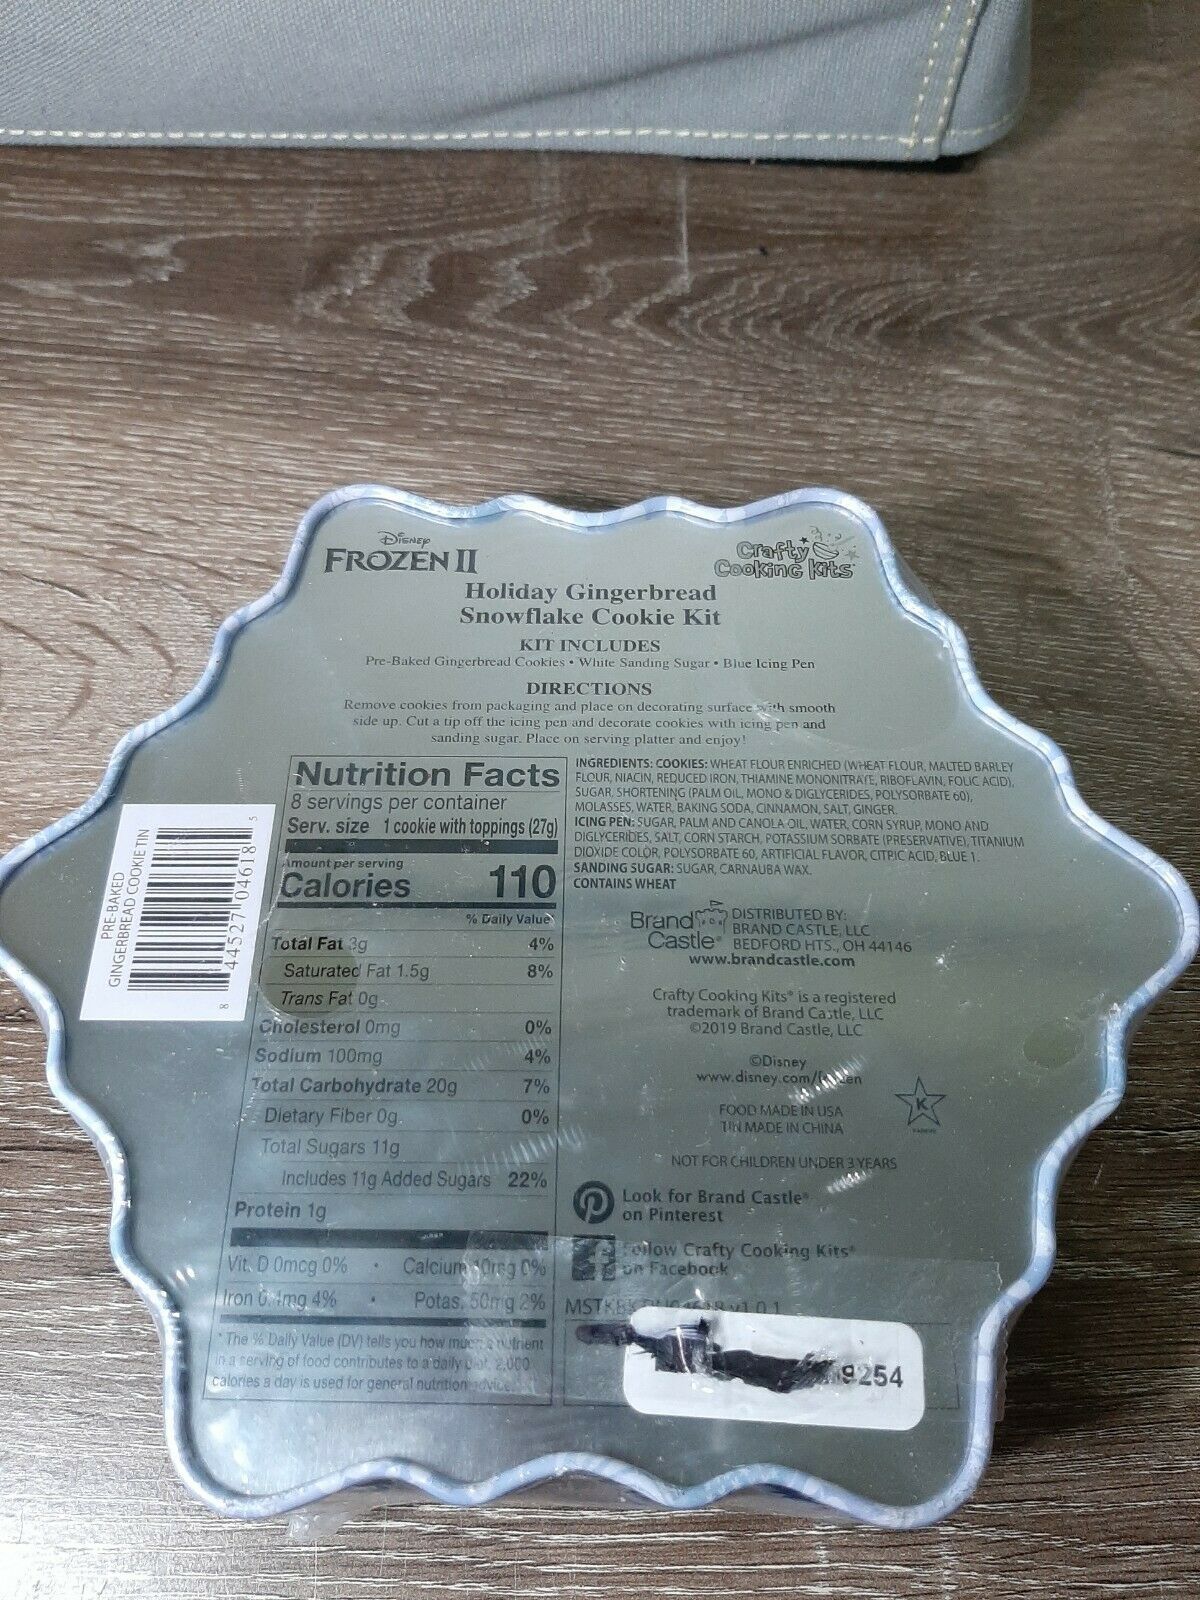 Disney
FROZEN II
Crafty
Cooking Kits
Holiday Gingerbread
Snowflake Cookie Kit
KIT INCLUDES
Pre-Baked Gingerbread Cookies • White Sanding Sugar • Blue Icing Pen
DIRECTIONS
Remove cookies from packaging and place on decorating surface with smooth
side up. Cut a tip off the icing pen and decorate cookies with icing pen and
sanding sugar. Place on serving platter and enjoy!
PRE-BAKED
GINGERBREAD COOKIE TIN
8 44527 04618 5
Nutrition Facts
8 servings per container
Serv. size 1 cookie with toppings (27g)
Amount per serving
Calories 110
% Daily Value
Total Fat 3g 4%
Saturated Fat 1.5g 8%
Trans Fat 0g
Cholesterol 0mg 0%
Sodium 100mg 4%
Total Carbohydrate 20g 7%
Dietary Fiber 0g 0%
Total Sugars 11g
Includes 11g Added Sugars 22%
Protein 1g
Vit. D 0mcg 0% • Calcium 10mg 0%
Iron 0.4mg 4% • Potas. 50mg 2%
* The % Daily Value (DV) tells you how much a nutrient
in a serving of food contributes to a daily diet. 2,000
calories a day is used for general nutrition advice.
INGREDIENTS: COOKIES: WHEAT FLOUR ENRICHED (WHEAT FLOUR, MALTED BARLEY
FLOUR, NIACIN, REDUCED IRON, THIAMINE MONONITRAYE, RIBOFLAVIN, FOLIC ACID),
SUGAR, SHORTENING (PALM OIL, MONO & DIGLYCERIDES, POLYSORBATE 60),
MOLASSES, WATER, BAKING SODA, CINNAMON, SALT, GINGER.
ICING PEN: SUGAR, PALM AND CANOLA OIL, WATER, CORN SYRUP, MONO AND
DIGLYCERIDES, SALT, CORN STARCH, POTASSIUM SORBATE (PRESERVATIVE), TITANIUM
DIOXIDE COLOR, POLYSORBATE 60, ARTIFICIAL FLAVOR, CITRIC ACID, BLUE 1.
SANDING SUGAR: SUGAR, CARNAUBA WAX.
CONTAINS WHEAT
Brand
Castle
DISTRIBUTED BY:
BRAND CASTLE, LLC
BEDFORD HTS., OH 44146
www.brandcastle.com
Crafty Cooking Kits® is a registered
trademark of Brand Castle, LLC
©2019 Brand Castle, LLC
©Disney
www.disney.com/frozen
FOOD MADE IN USA
TIN MADE IN CHINA
K
PAREVE
NOT FOR CHILDREN UNDER 3 YEARS
Look for Brand Castle®
on Pinterest
Follow Crafty Cooking Kits®
on Facebook
v1.0.1
9254